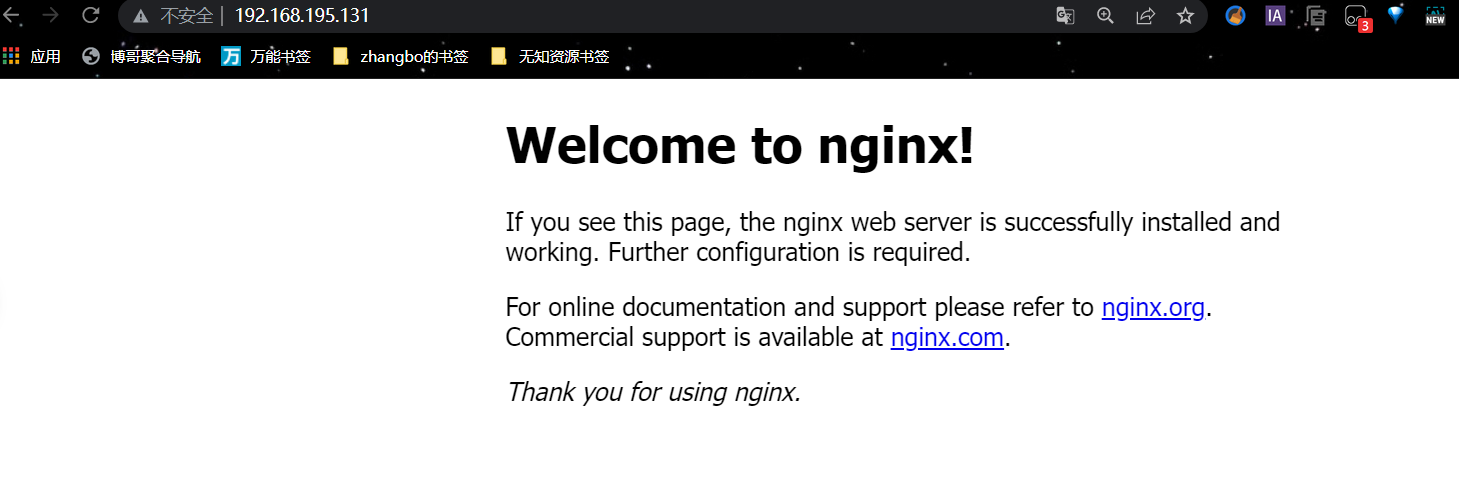 不安全 | 192.168.195.131
IA
3
NEW
应用 博哥聚合导航 万 万能书签 zhangbo的书签 无知资源书签
Welcome to nginx!
If you see this page, the nginx web server is successfully installed and
working. Further configuration is required.
For online documentation and support please refer to nginx.org.
Commercial support is available at nginx.com.
Thank you for using nginx.